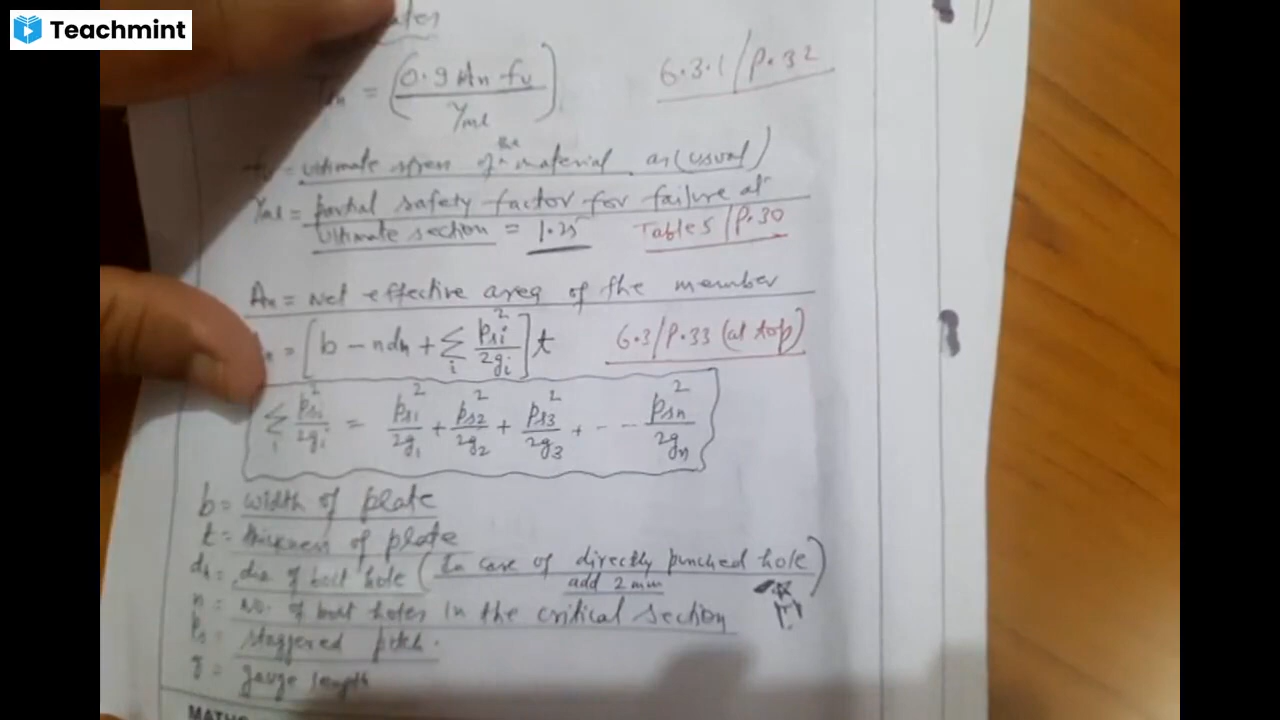 Teachmint
= (0.9 An fu / γml)
6.3.1/P.32
= ultimate stress of the material as (usual)
γml = partial safety factor for failure at
ultimate section = 1.25
Table 5/P.30
An = Net effective area of the member
= [b - ndh + Σi psi²/2gi] t
6.3/P.33 (at top)
Σi psi²/2gi = ps1²/2g1 + ps2²/2g2 + ps3²/2g3 + - - psn²/2gn
b = width of plate
t = thickness of plate
dh = dia of bolt hole (In case of directly punched hole
add 2 mm)
n = No. of bolt holes in the critical section
Ps = staggered pitch.
g = gauge length